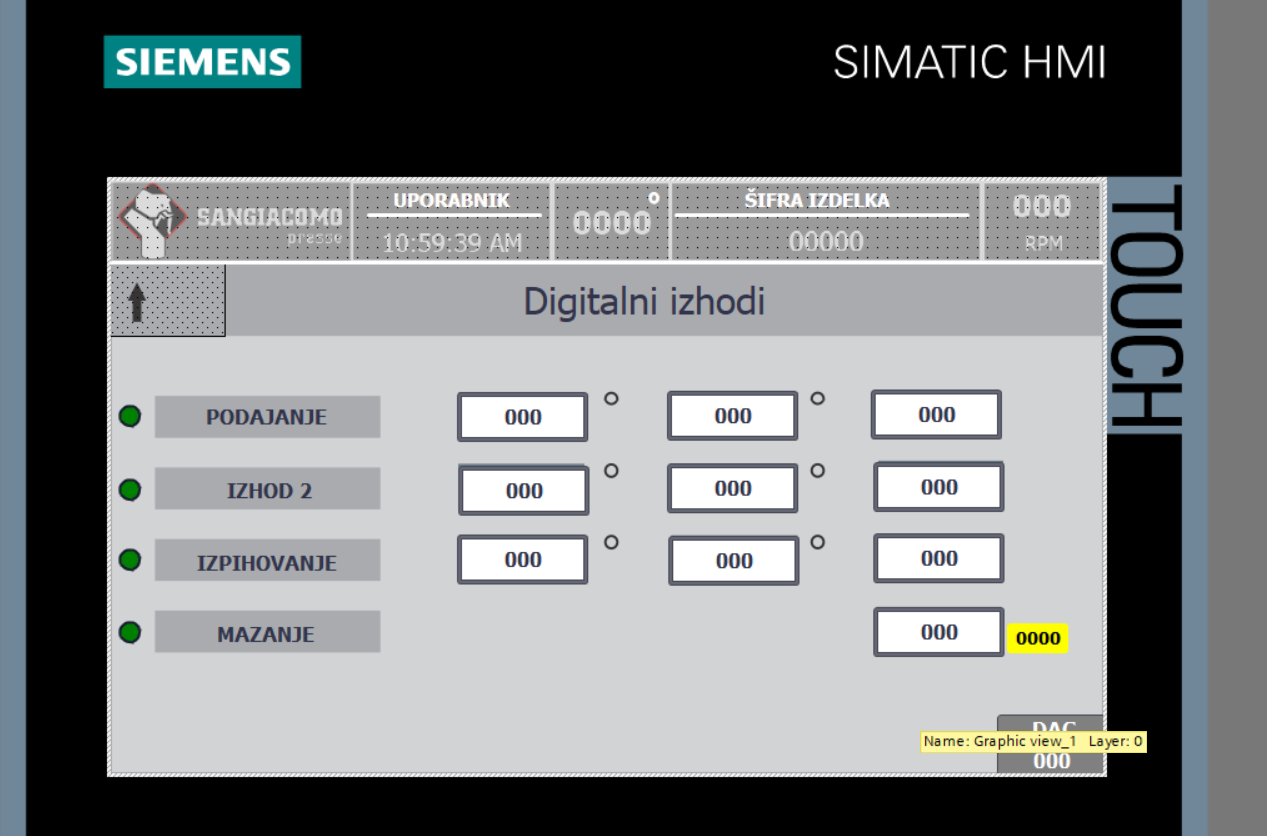 SIEMENS
SIMATIC HMI
TOUCH
SANGIACOMO
presse
UPORABNIK
10:59:39 AM
0000°
ŠIFRA IZDELKA
00000
000
RPM
Digitalni izhodi
PODAJANJE 000 ° 000 ° 000
IZHOD 2 000 ° 000 ° 000
IZPIHOVANJE 000 ° 000 ° 000
MAZANJE 000 0000
Name: Graphic view_1 Layer: 0
000